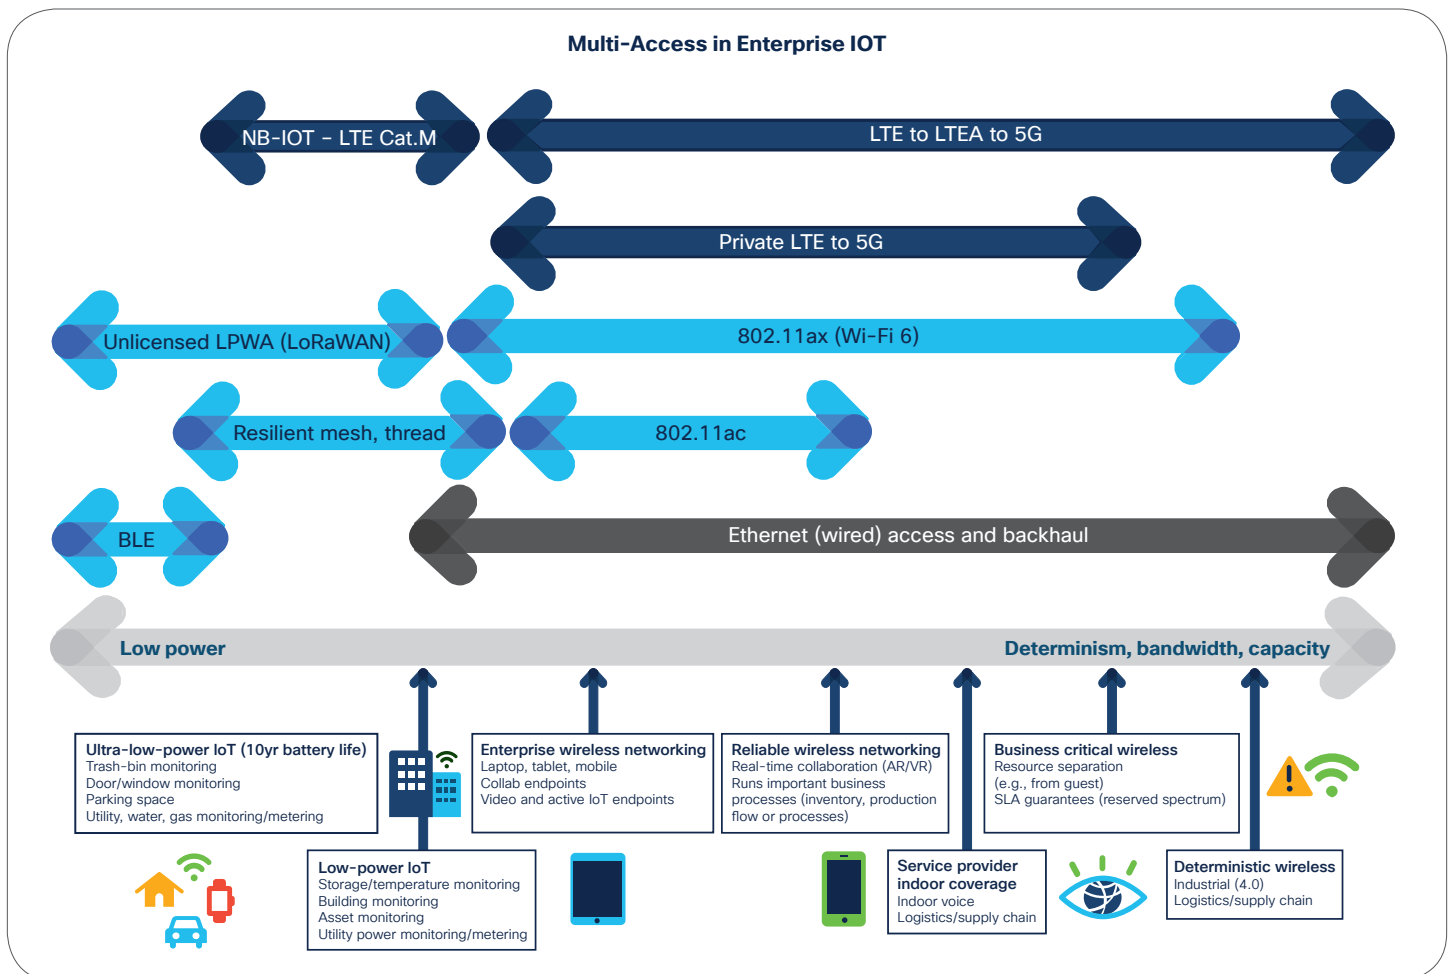 Multi-Access in Enterprise IOT
NB-IOT - LTE Cat.M
LTE to LTEA to 5G
Private LTE to 5G
Unlicensed LPWA (LoRaWAN)
802.11ax (Wi-Fi 6)
Resilient mesh, thread
802.11ac
BLE
Ethernet (wired) access and backhaul
Low power
Determinism, bandwidth, capacity
Ultra-low-power IoT (10yr battery life)
Trash-bin monitoring
Door/window monitoring
Parking space
Utility, water, gas monitoring/metering
Enterprise wireless networking
Laptop, tablet, mobile
Collab endpoints
Video and active IoT endpoints
Reliable wireless networking
Real-time collaboration (AR/VR)
Runs important business
processes (inventory, production
flow or processes)
Business critical wireless
Resource separation
(e.g., from guest)
SLA guarantees (reserved spectrum)
Low-power IoT
Storage/temperature monitoring
Building monitoring
Asset monitoring
Utility power monitoring/metering
Service provider
indoor coverage
Indoor voice
Logistics/supply chain
Deterministic wireless
Industrial (4.0)
Logistics/supply chain